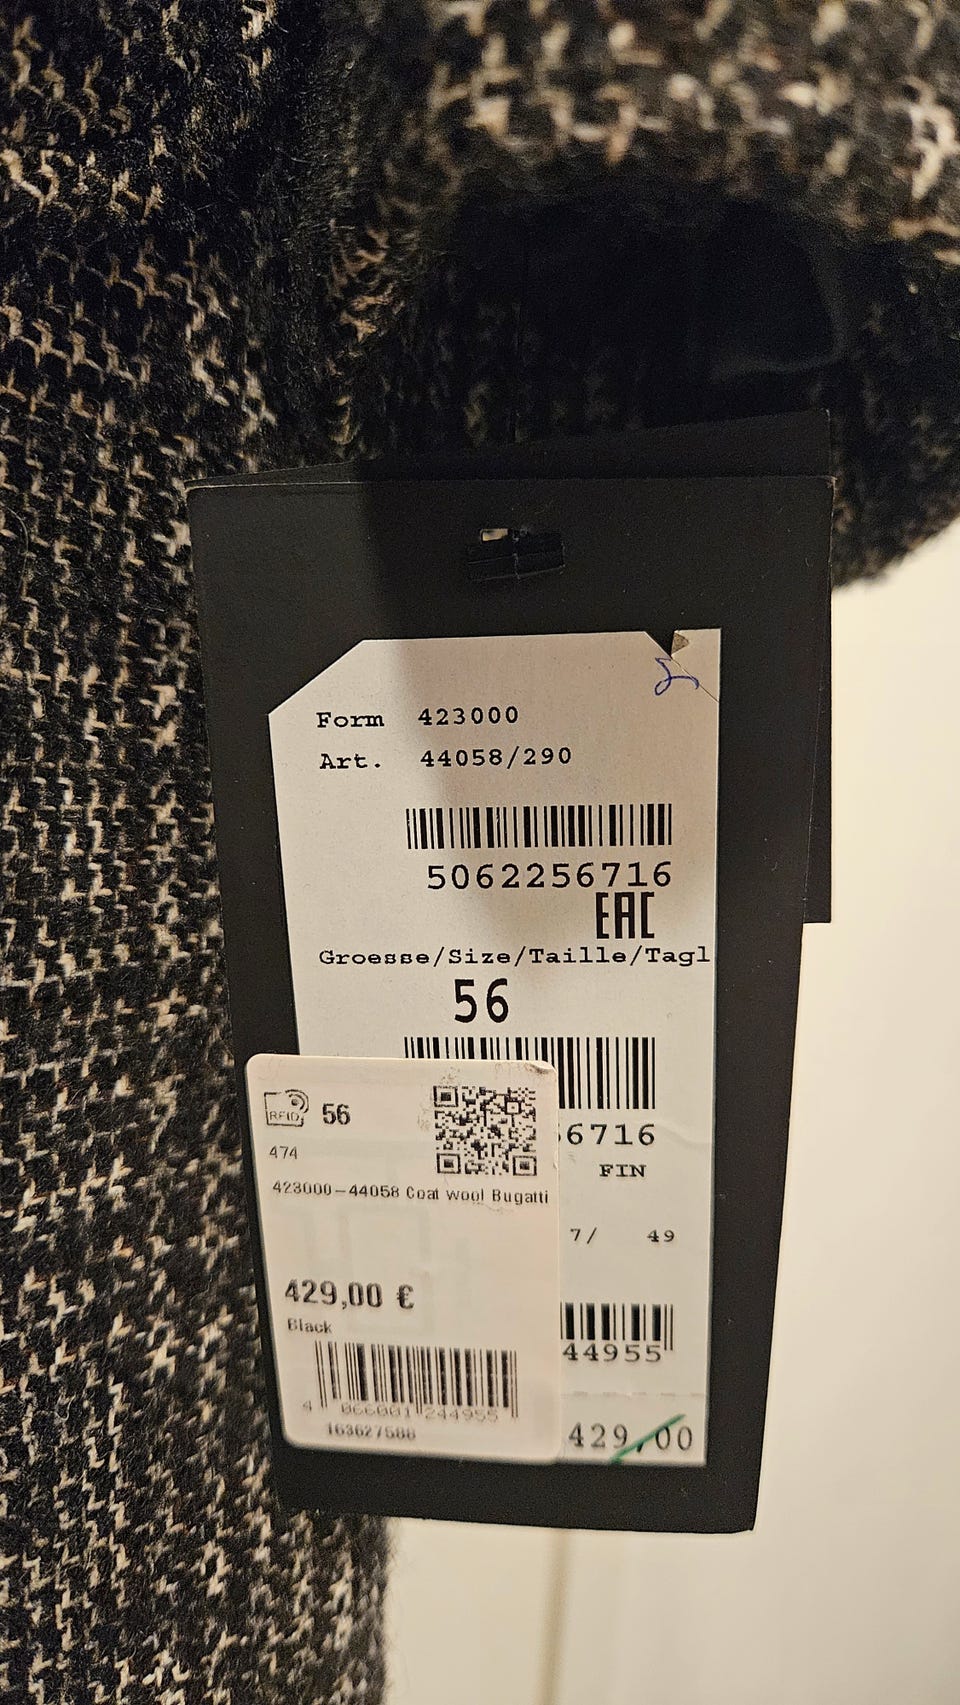 Form 423000
Art. 44058/290
5062256716
EAC
Groesse/Size/Taille/Tagl
56
6716
FIN
7/ 49
44955
429,00
RFID 56
474
423000-44058 Coat wool Bugatti
429,00 €
Black
4 066001 244955
163627588